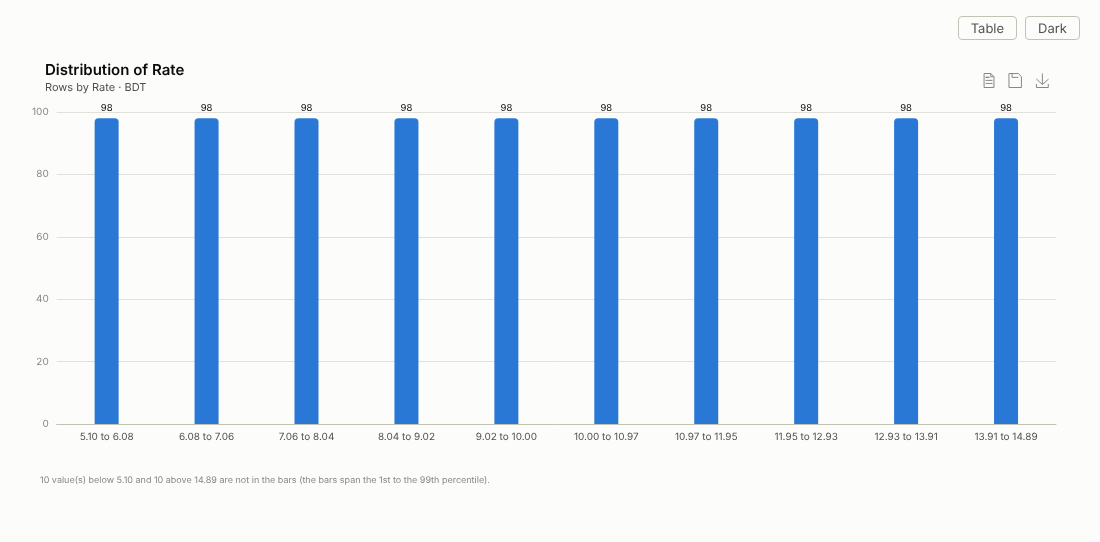 Table Dark
Distribution of Rate
Rows by Rate · BDT
98 98 98 98 98 98 98 98 98 98
100
80
60
40
20
0
5.10 to 6.08 6.08 to 7.06 7.06 to 8.04 8.04 to 9.02 9.02 to 10.00 10.00 to 10.97 10.97 to 11.95 11.95 to 12.93 12.93 to 13.91 13.91 to 14.89
10 value(s) below 5.10 and 10 above 14.89 are not in the bars (the bars span the 1st to the 99th percentile).